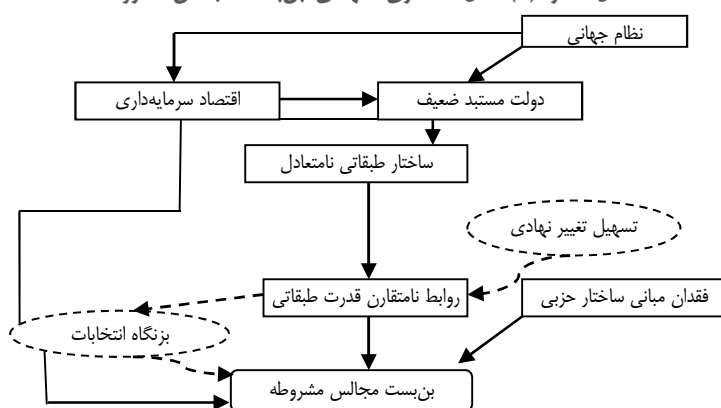 نظام جهانی
دولت مستبد ضعیف
اقتصاد سرمایه‌داری
ساختار طبقاتی نامتعادل
تسهیل تغییر نهادی
فقدان مبانی ساختار حزبی
روابط نامتقارن قدرت طبقاتی
بزنگاه انتخابات
بن‌بست مجالس مشروطه